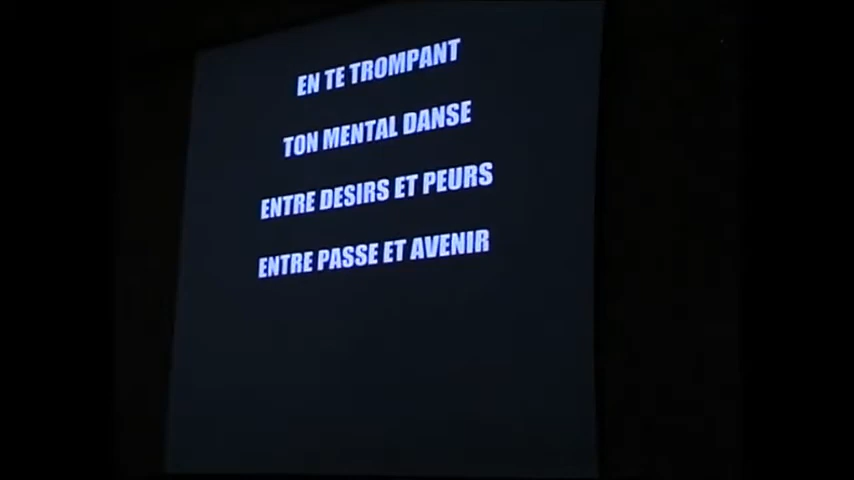 EN TE TROMPANT
TON MENTAL DANSE
ENTRE DESIRS ET PEURS
ENTRE PASSE ET AVENIR